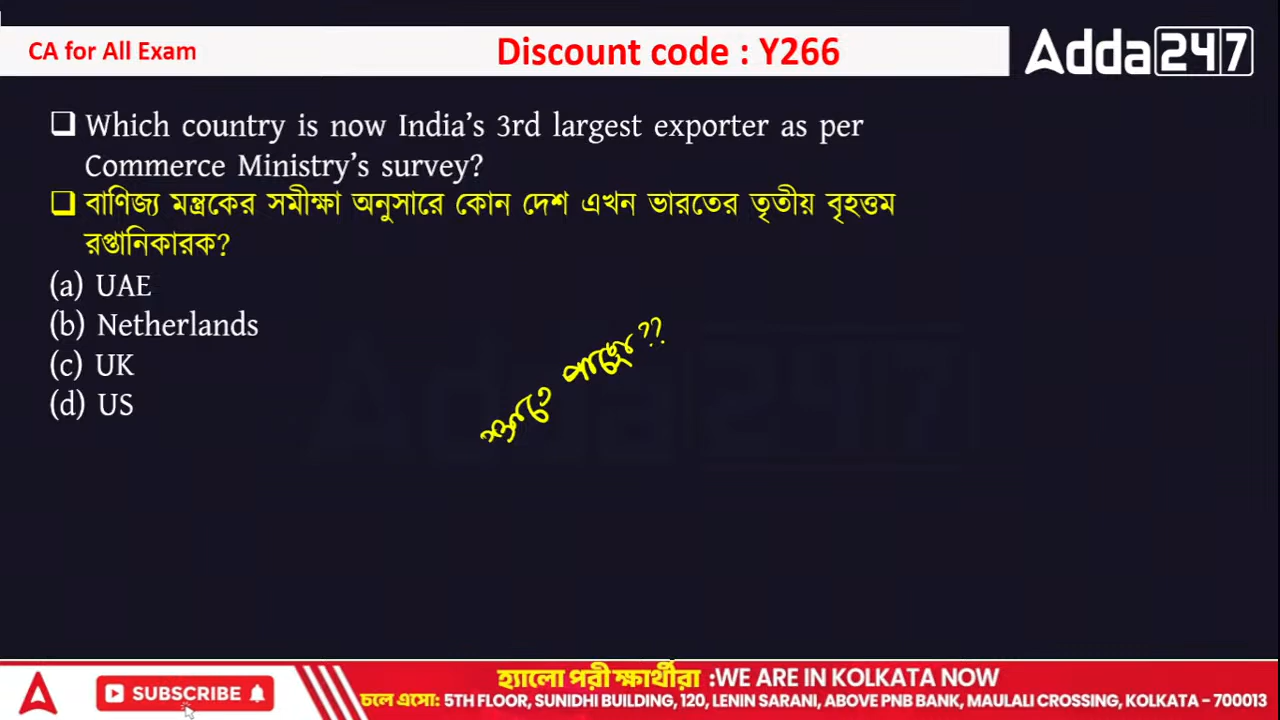 CA for All Exam
Discount code : Y266
Adda247
❑ Which country is now India’s 3rd largest exporter as per
Commerce Ministry’s survey?
❑ বাণিজ্য মন্ত্রকের সমীক্ষা অনুসারে কোন দেশ এখন ভারতের তৃতীয় বৃহত্তম
রপ্তানিকারক?
(a) UAE
(b) Netherlands
(c) UK
(d) US
শুনতে পাচ্ছো??
Adda247
SUBSCRIBE
হ্যালো পরীক্ষার্থীরা :WE ARE IN KOLKATA NOW
চলে এসো: 5TH FLOOR, SUNIDHI BUILDING, 120, LENIN SARANI, ABOVE PNB BANK, MAULALI CROSSING, KOLKATA - 700013